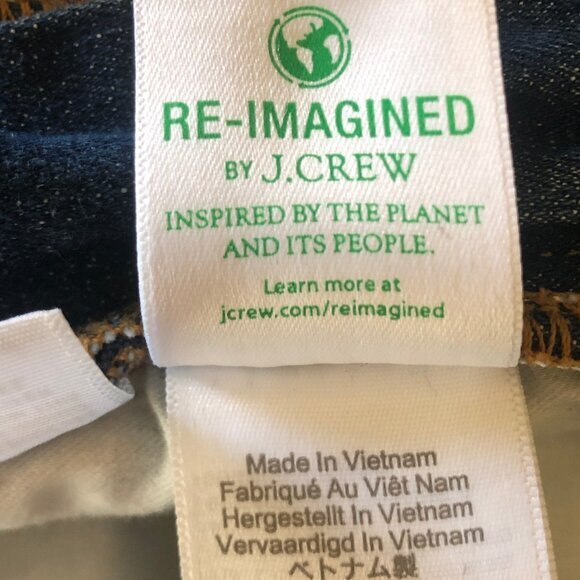 RE-IMAGINED
BY J.CREW
INSPIRED BY THE PLANET
AND ITS PEOPLE.
Learn more at
jcrew.com/reimagined
Made In Vietnam
Fabriqué Au Viêt Nam
Hergestellt In Vietnam
Vervaardigd In Vietnam
ベトナム製